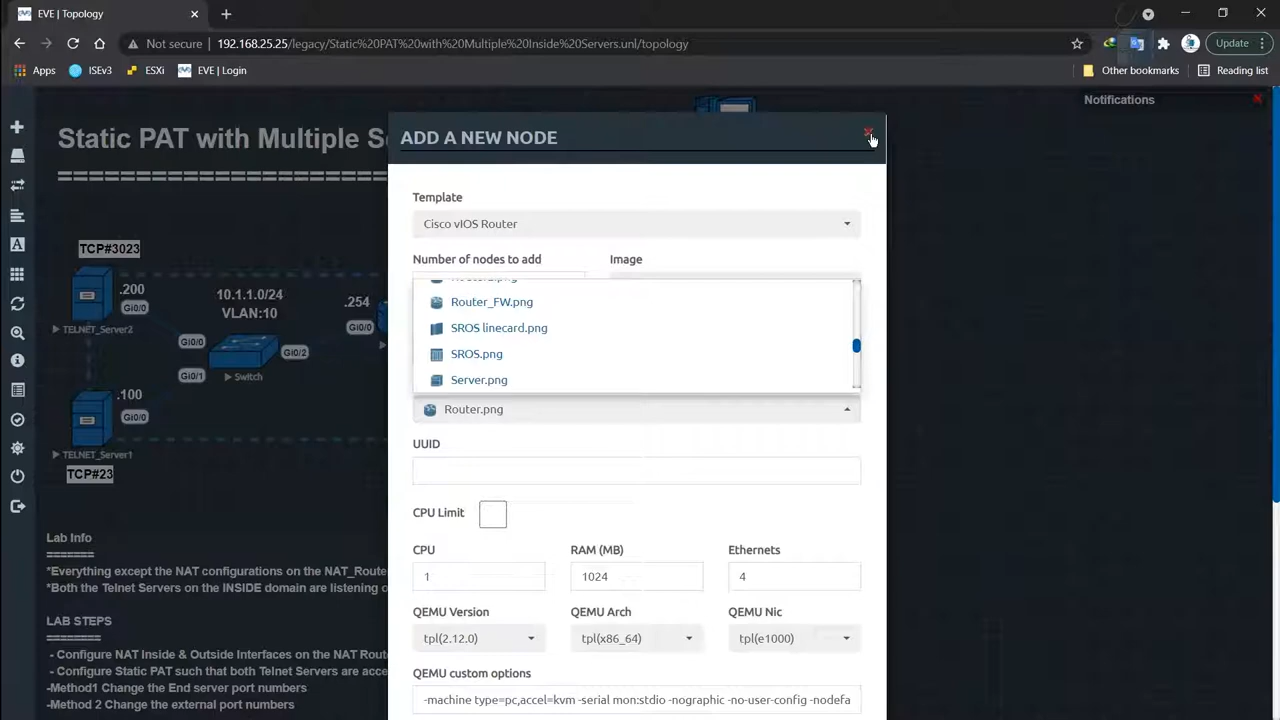 EVE | Topology
Not secure 192.168.25.25/legacy/Static%20PAT%20with%20Multiple%20Inside%20Servers.unl/topology
Update
Apps ISEv3 ESXi EVE | Login Other bookmarks Reading list
Notifications
Static PAT with Multiple S
==============================
TCP#3023
.200
Gi0/0
TELNET_Server2
10.1.1.0/24
VLAN:10
.254
Gi0/0
Gi0/0
Gi0/2
Gi0/1
Switch
.100
Gi0/0
TELNET_Server1
TCP#23
Lab Info
=======
*Everything except the NAT configurations on the NAT_Route
*Both the Telnet Servers on the INSIDE domain are listening o
LAB STEPS
========
- Configure NAT Inside & Outside Interfaces on the NAT Rout
- Configure Static PAT such that both Telnet Servers are acce
-Method1 Change the End server port numbers
-Method 2 Change the external port numbers
ADD A NEW NODE
Template
Cisco vIOS Router
Number of nodes to add Image
Router_FW.png
SROS linecard.png
SROS.png
Server.png
Router.png
UUID
CPU Limit
CPU RAM (MB) Ethernets
1 1024 4
QEMU Version QEMU Arch QEMU Nic
tpl(2.12.0) tpl(x86_64) tpl(e1000)
QEMU custom options
-machine type=pc,accel=kvm -serial mon:stdio -nographic -no-user-config -nodefa